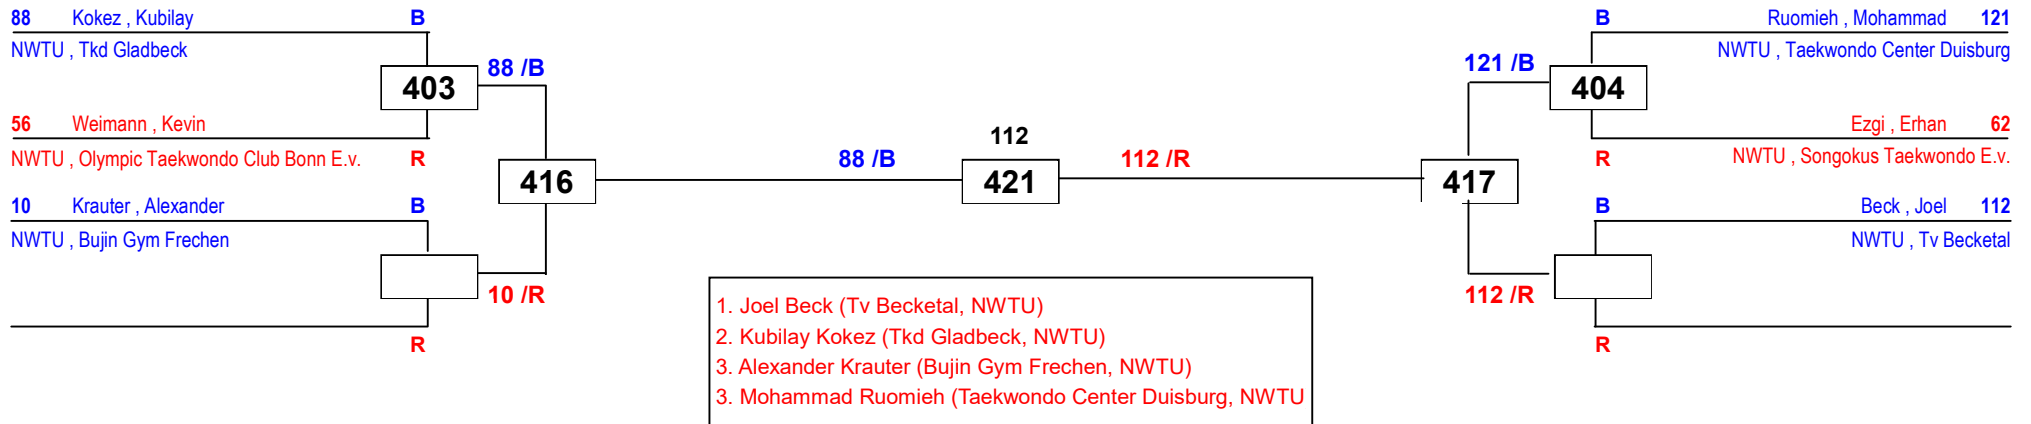 88 Kokez , Kubilay B
NWTU , Tkd Gladbeck
403
88 /B
56 Weimann , Kevin
NWTU , Olympic Taekwondo Club Bonn E.v. R
416
10 Krauter , Alexander B
NWTU , Bujin Gym Frechen
10 /R
R
88 /B
112
421
112 /R
B Ruomieh , Mohammad 121
NWTU , Taekwondo Center Duisburg
121 /B
404
Ezgi , Erhan 62
R NWTU , Songokus Taekwondo E.v.
417
B Beck , Joel 112
NWTU , Tv Becketal
112 /R
R
1. Joel Beck (Tv Becketal, NWTU)
2. Kubilay Kokez (Tkd Gladbeck, NWTU)
3. Alexander Krauter (Bujin Gym Frechen, NWTU)
3. Mohammad Ruomieh (Taekwondo Center Duisburg, NWTU